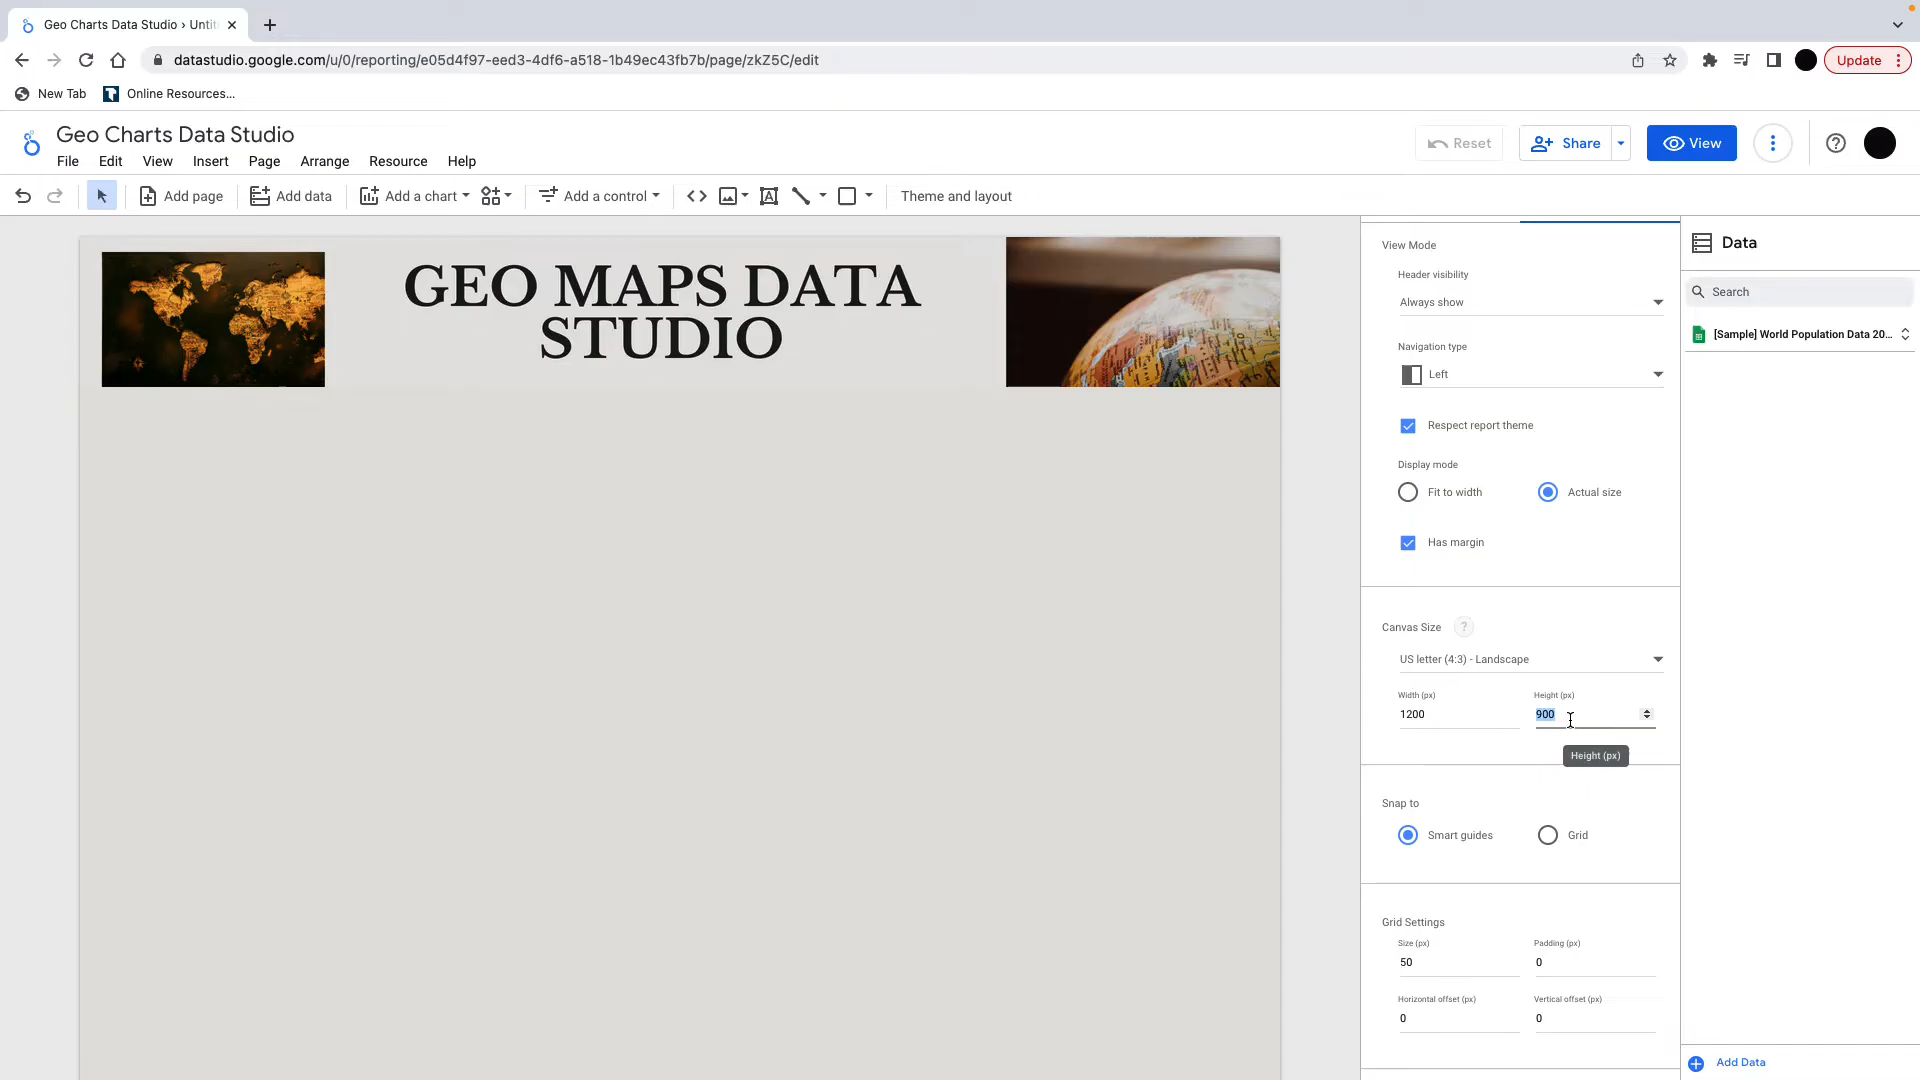 Geo Charts Data Studio › Untit
datastudio.google.com/u/0/reporting/e05d4f97-eed3-4df6-a518-1b49ec43fb7b/page/zkZ5C/edit
Update
New Tab
Online Resources...
Geo Charts Data Studio
File Edit View Insert Page Arrange Resource Help
Reset
Share
View
Add page
Add data
Add a chart
Add a control
Theme and layout
GEO MAPS DATA
STUDIO
View Mode
Header visibility
Always show
Navigation type
Left
Respect report theme
Display mode
Fit to width
Actual size
Has margin
Canvas Size ?
US letter (4:3) - Landscape
Width (px) Height (px)
1200 900
Height (px)
Snap to
Smart guides
Grid
Grid Settings
Size (px) Padding (px)
50 0
Horizontal offset (px) Vertical offset (px)
0 0
Data
Search
[Sample] World Population Data 20...
Add Data